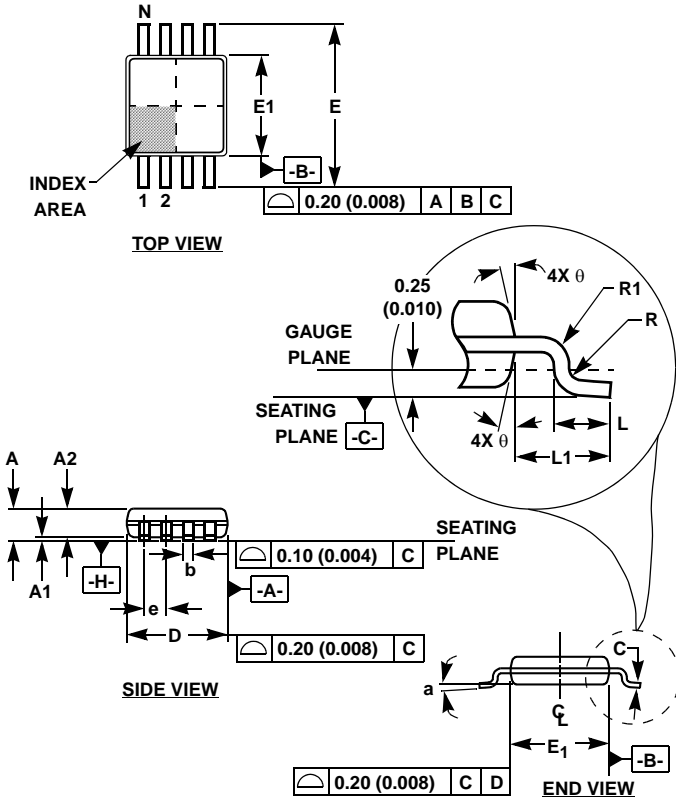 N
E1
E
-B-
INDEX
AREA
1 2
0.20 (0.008) A B C
TOP VIEW
0.25
(0.010)
4X θ
R1
R
GAUGE
PLANE
SEATING
PLANE -C-
4X θ
L
L1
A A2
SEATING
PLANE
A1
-H-
b
0.10 (0.004) C
-A-
e
D
0.20 (0.008) C
SIDE VIEW
C
a
CL
E1
-B-
0.20 (0.008) C D
END VIEW